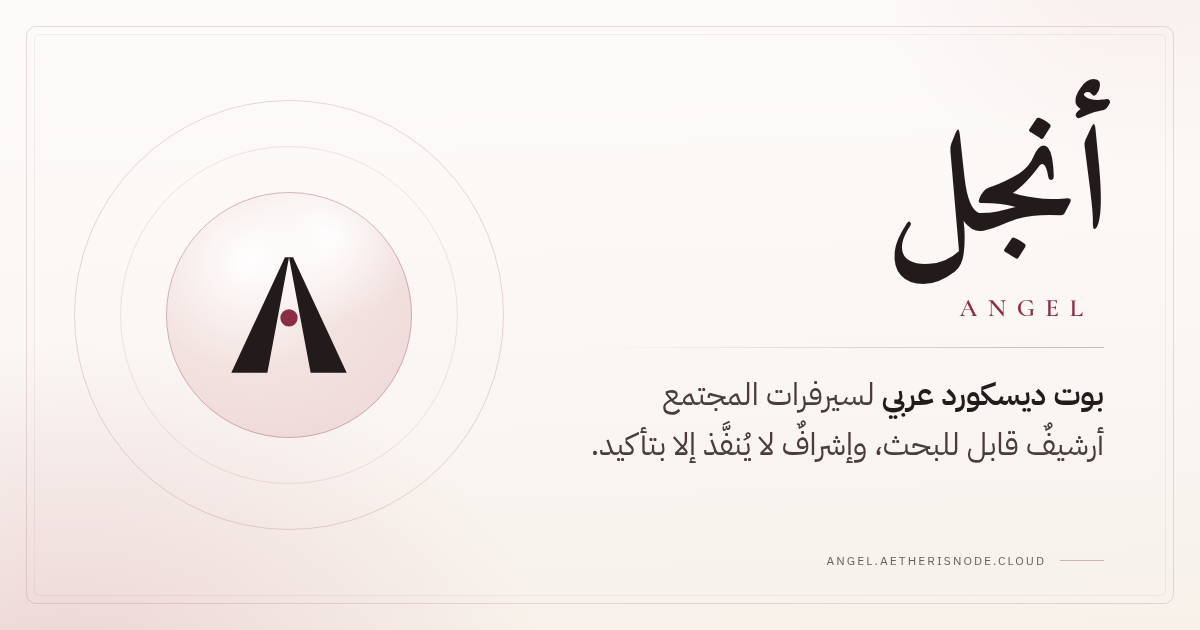 أنجل
ANGEL
بوت ديسكورد عربي لسيرفرات المجتمع
أرشيفٌ قابل للبحث، وإشرافٌ لا يُنفَّذ إلا بتأكيد.
ANGEL.AETHERISNODE.CLOUD